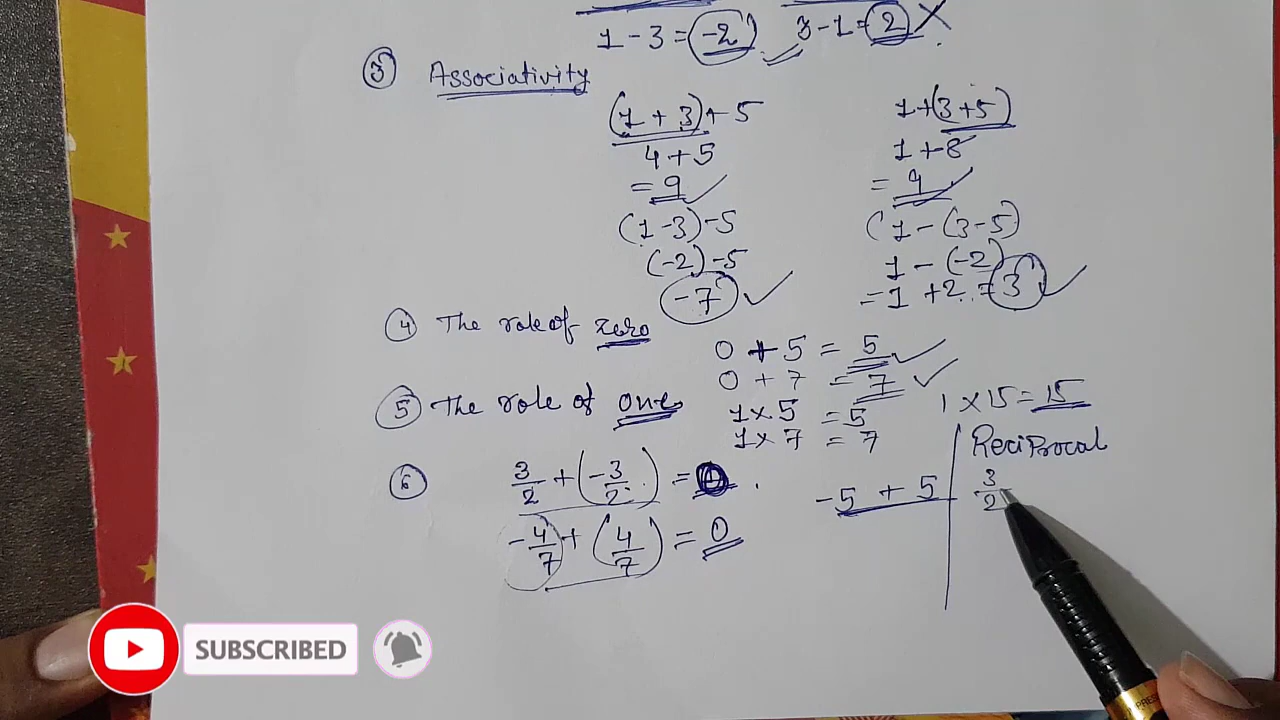 1 - 3 = -2 3 - 1 = 2 X
③ Associativity
(1 + 3) + 5 1 + (3 + 5)
4 + 5 1 + 8
= 9 = 9
(1 - 3) - 5 (1 - (3 - 5)
(-2) - 5 1 - (-2)
-7 = 1 + 2 = 3
④ The role of zero
0 + 5 = 5
0 + 7 = 7
⑤ The role of one 1 × 5 = 5 1 × 15 = 15
1 × 7 = 7
Reciprocal
⑥ 3/2 + (-3/2) = 0 -5 + 5 3/2
-4/7 + (4/7) = 0
SUBSCRIBED